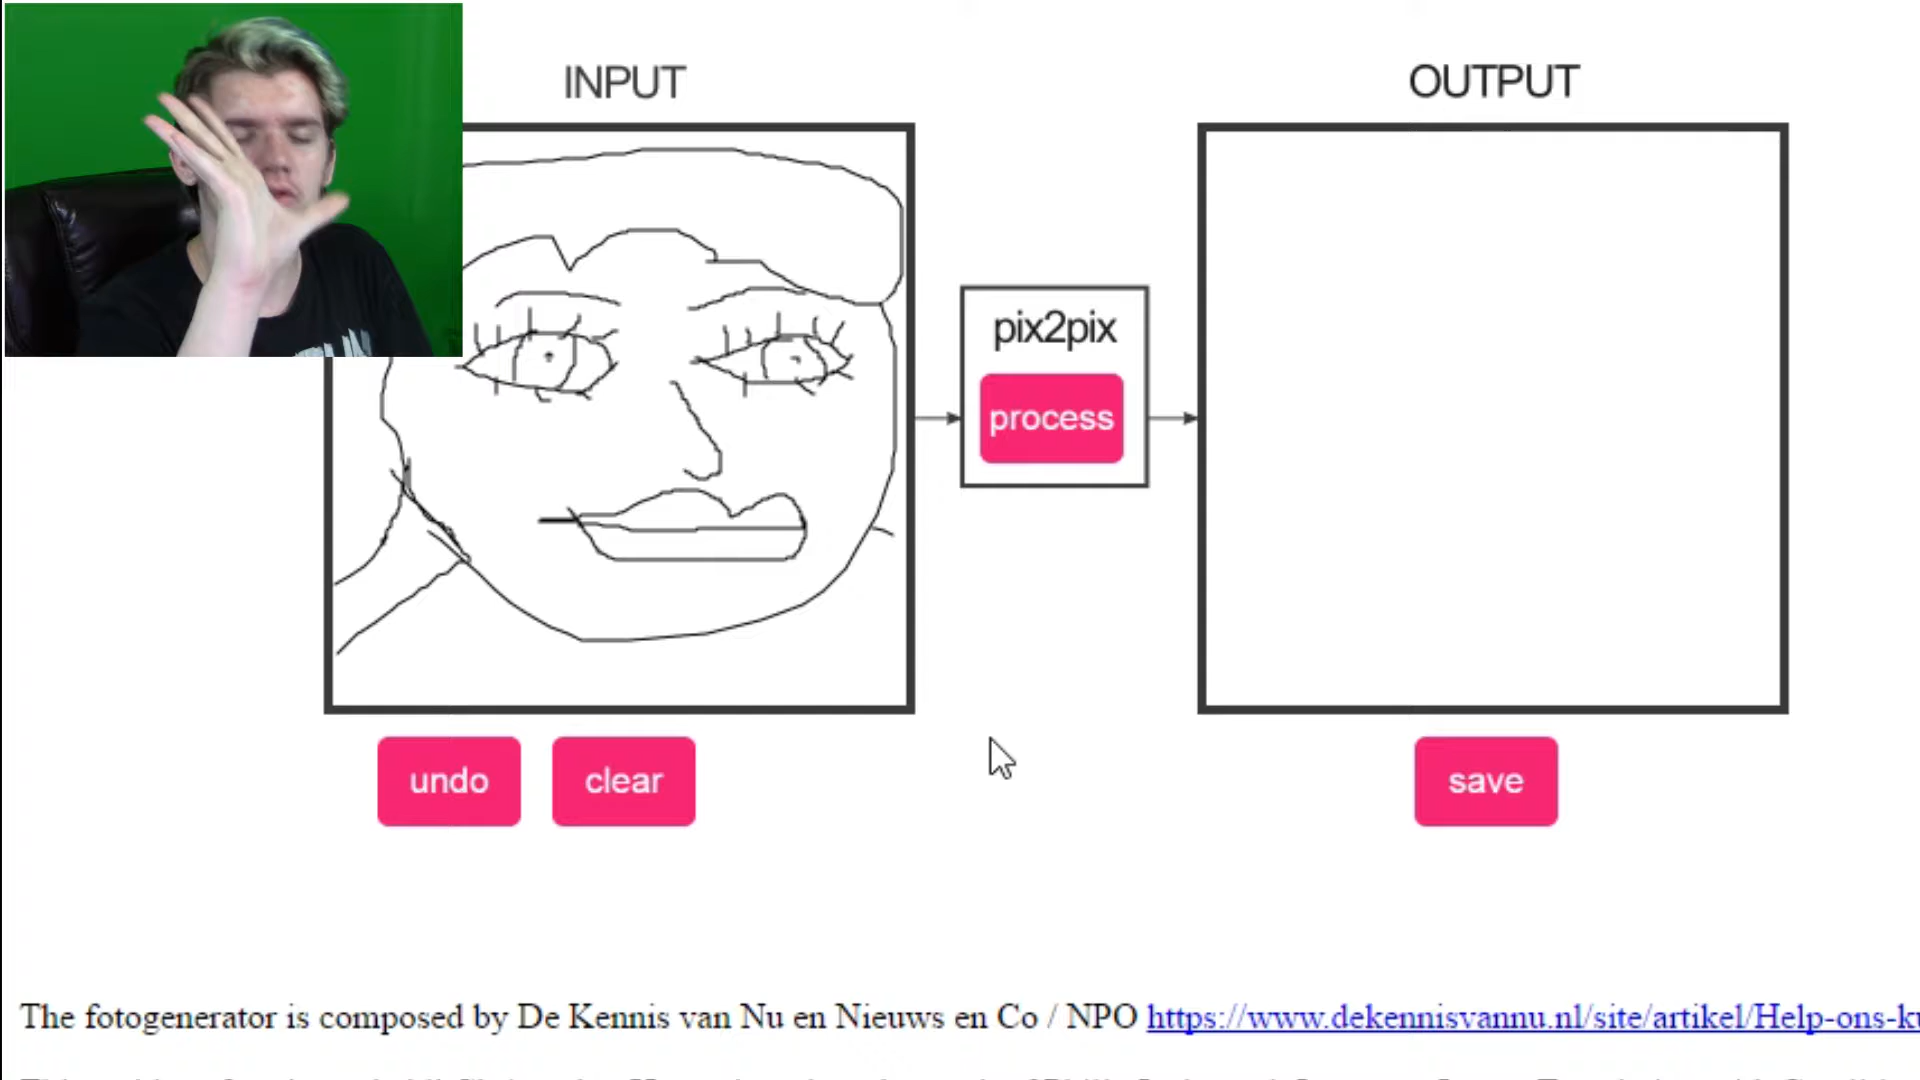 INPUT
OUTPUT
pix2pix
process
undo
clear
save
The fotogenerator is composed by De Kennis van Nu en Nieuws en Co / NPO https://www.dekennisvannu.nl/site/artikel/Help-ons-k